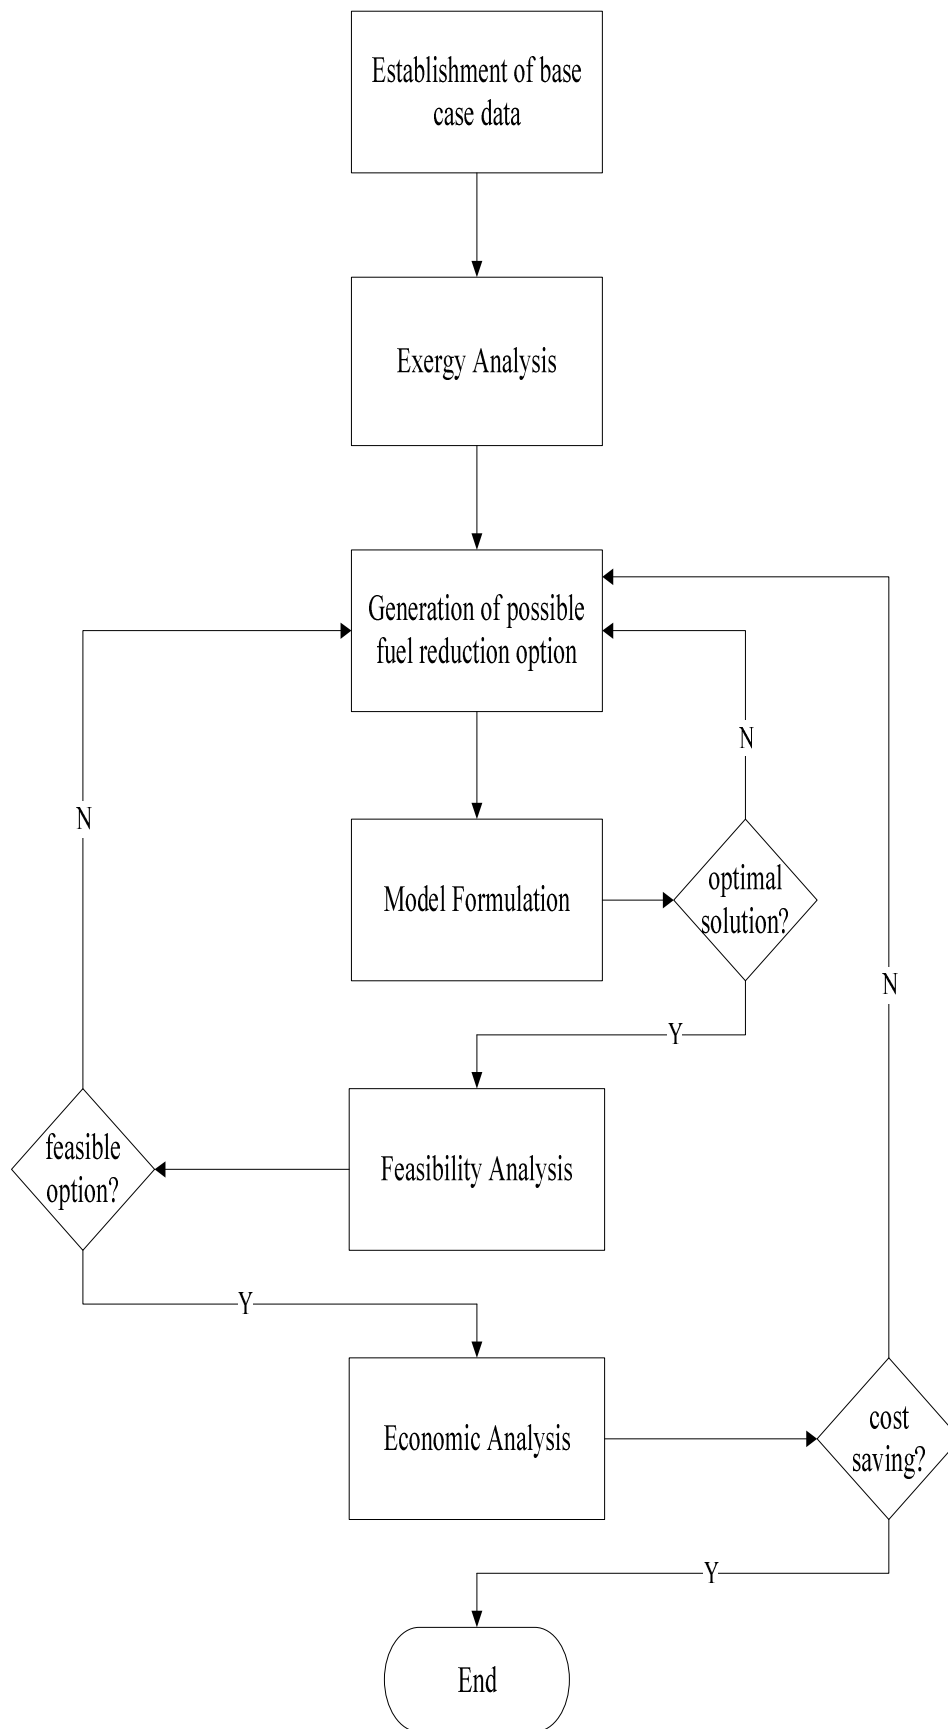 Establishment of base
case data
Exergy Analysis
Generation of possible
fuel reduction option
N
N
Model Formulation
optimal
solution?
N
Y
feasible
option?
Feasibility Analysis
Y
Economic Analysis
cost
saving?
Y
End